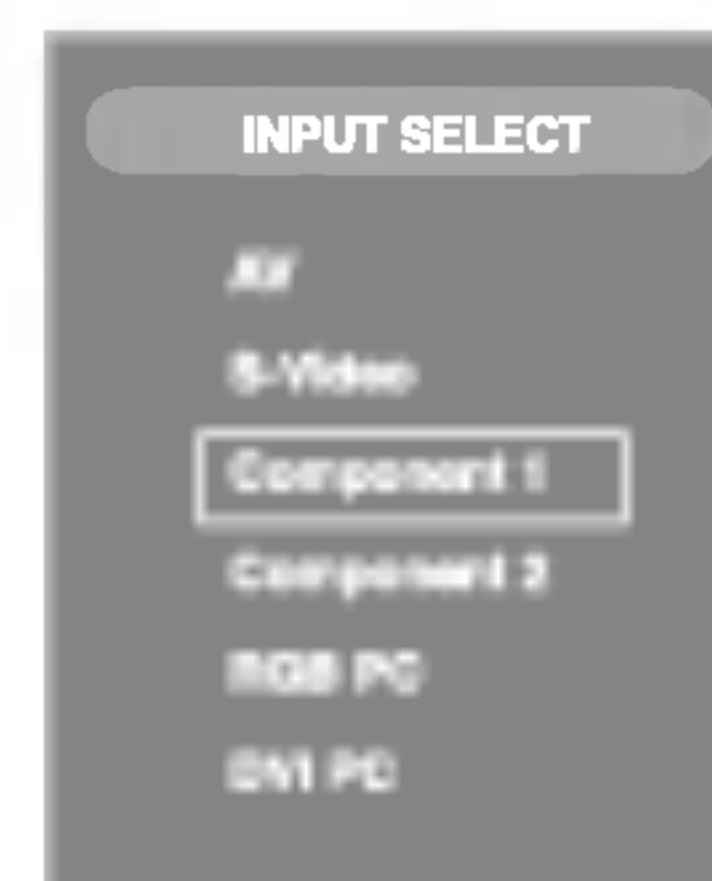 INPUT SELECT
AV
S-Video
Component 1
Component 2
RGB PC
DVI PC